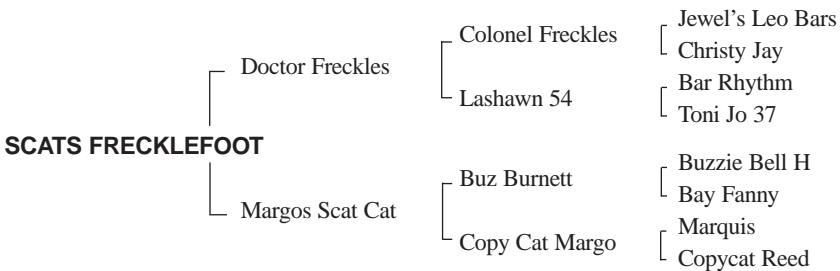 Jewel's Leo Bars
Colonel Freckles
Christy Jay
Doctor Freckles
Bar Rhythm
Lashawn 54
Toni Jo 37
SCATS FRECKLEFOOT
Buzzie Bell H
Buz Burnett
Bay Fanny
Margos Scat Cat
Marquis
Copy Cat Margo
Copycat Reed